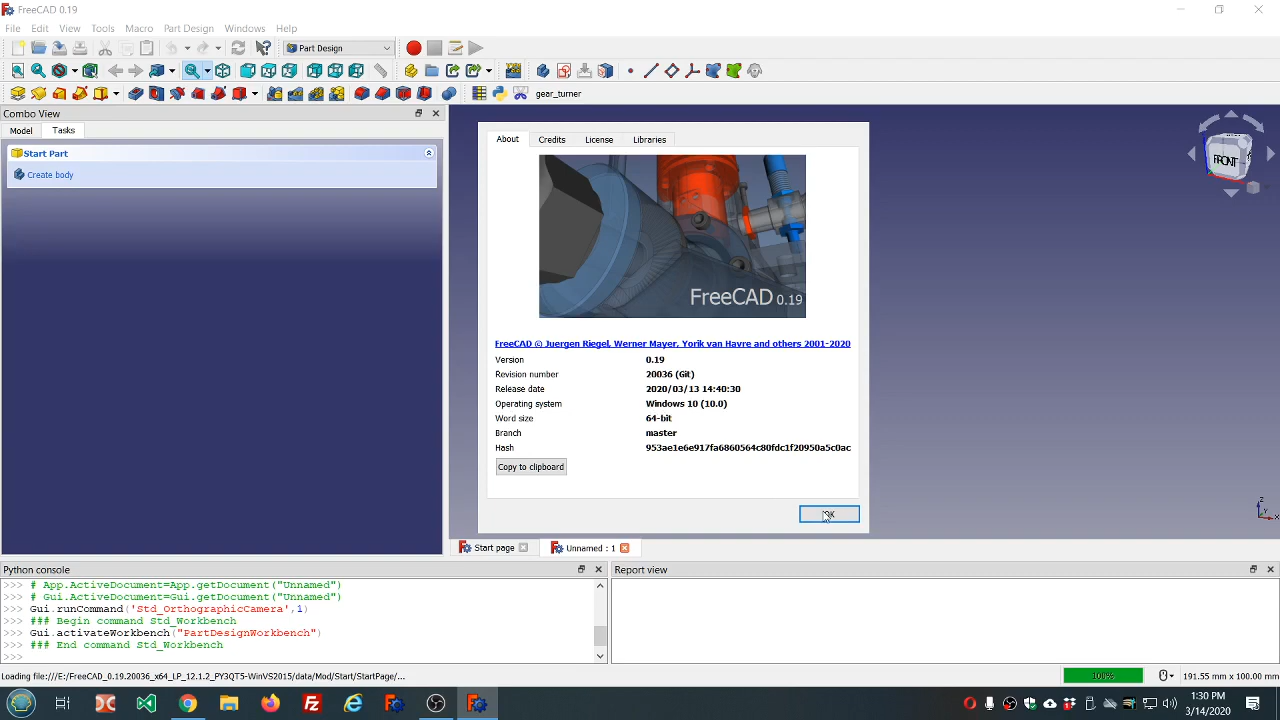 FreeCAD 0.19
File Edit View Tools Macro Part Design Windows Help
Part Design
gear_turner
Combo View
Model Tasks
Start Part
Create body
About Credits License Libraries
FreeCAD 0.19
FreeCAD © Juergen Riegel, Werner Mayer, Yorik van Havre and others 2001-2020
Version 0.19
Revision number 20036 (Git)
Release date 2020/03/13 14:40:30
Operating system Windows 10 (10.0)
Word size 64-bit
Branch master
Hash 953ae1e6e917fa6860564c80fdc1f20950a5c0ac
Copy to clipboard
OK
FRONT
Z
X
Start page Unnamed : 1
Python console
>>> # App.ActiveDocument=App.getDocument("Unnamed")
>>> # Gui.ActiveDocument=Gui.getDocument("Unnamed")
>>> Gui.runCommand('Std_OrthographicCamera',1)
>>> ### Begin command Std_Workbench
>>> Gui.activateWorkbench("PartDesignWorkbench")
>>> ### End command Std_Workbench
>>>
Report view
Loading file:///E:/FreeCAD_0.19.20036_x64_LP_12.1.2_PY3QT5-WinVS2015/data/Mod/Start/StartPage/...
100%
191.55 mm x 100.00 mm
1:30 PM
3/14/2020